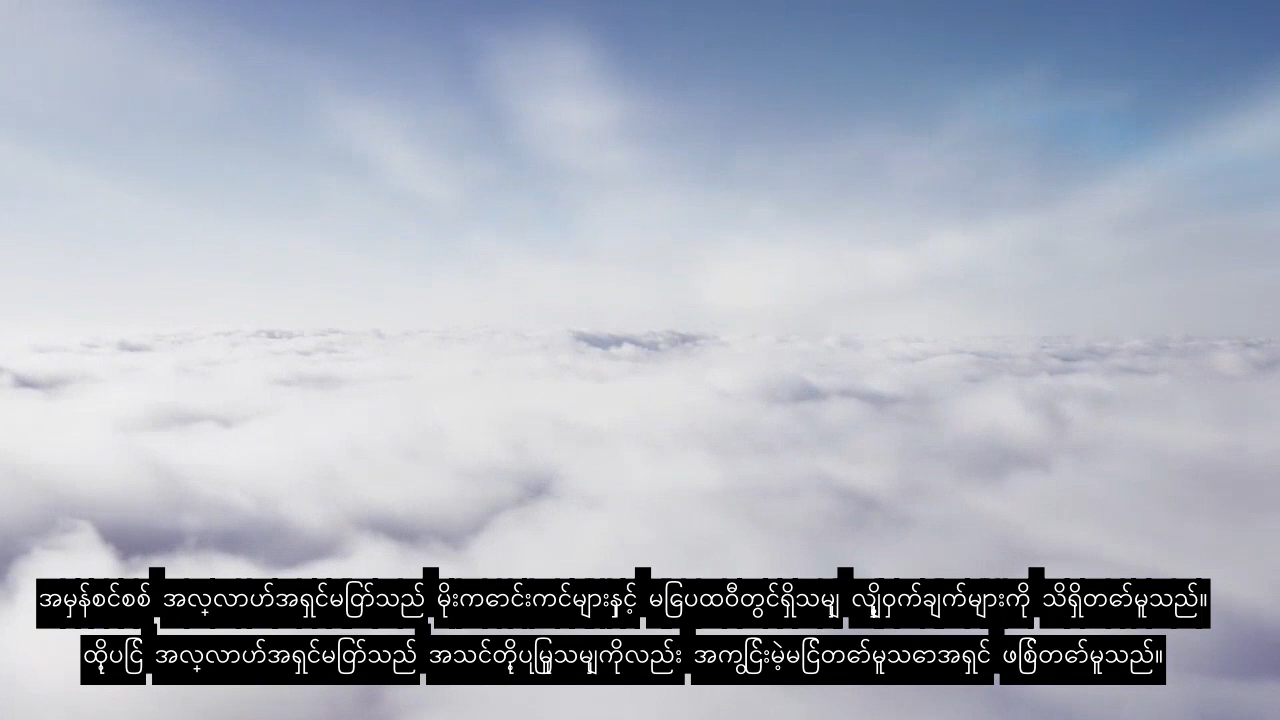 အမှန်စင်စစ် အလ္လာဟ်အရှင်မြတ်သည် မိုးကောင်းကင်များနှင့် မြေပထဝီတွင်ရှိသမျှ လျှို့ဝှက်ချက်များကို သိရှိတော်မူသည်။
ထို့ပြင် အလ္လာဟ်အရှင်မြတ်သည် အသင်တို့ပြုမူသမျှကိုလည်း အကြွင်းမဲ့မြင်တော်မူသောအရှင် ဖြစ်တော်မူသည်။